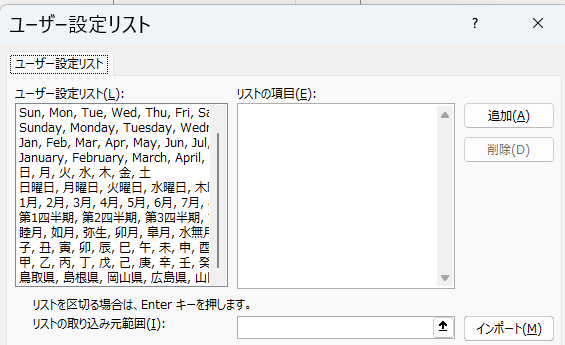 ユーザー設定リスト
?
ユーザー設定リスト
ユーザー設定リスト(L):
リストの項目(E):
Sun, Mon, Tue, Wed, Thu, Fri, Sa
Sunday, Monday, Tuesday, Wedn
Jan, Feb, Mar, Apr, May, Jun, Jul,
January, February, March, April,
日, 月, 火, 水, 木, 金, 土
日曜日, 月曜日, 火曜日, 水曜日, 木
1月, 2月, 3月, 4月, 5月, 6月, 7月,
第1四半期, 第2四半期, 第3四半期,
睦月, 如月, 弥生, 卯月, 皐月, 水無
子, 丑, 寅, 卯, 辰, 巳, 午, 未, 申, 酉
甲, 乙, 丙, 丁, 戊, 己, 庚, 辛, 壬, 癸
鳥取県, 島根県, 岡山県, 広島県, 山
追加(A)
削除(D)
リストを区切る場合は、Enter キーを押します。
リストの取り込み元範囲(I):
インポート(M)